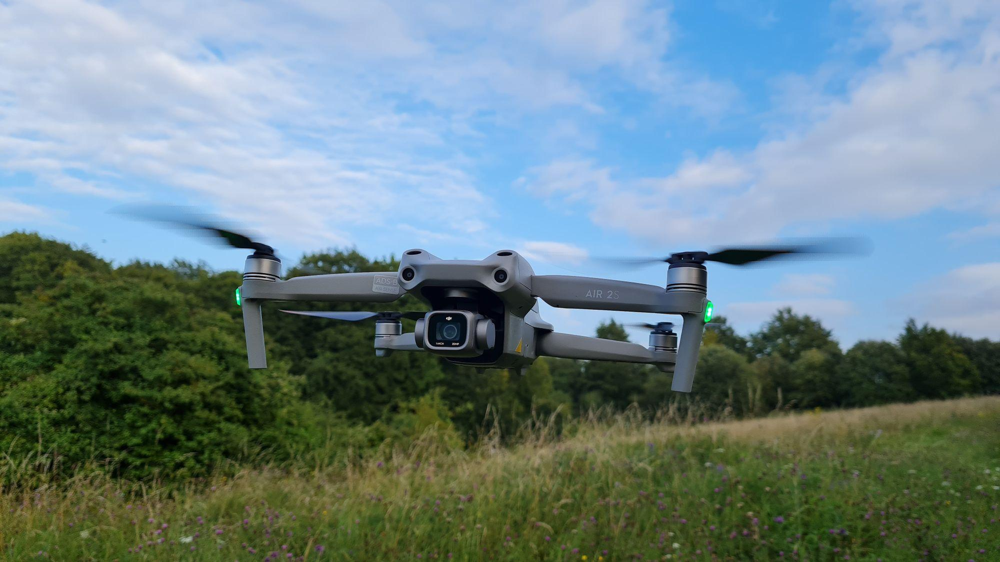 ADS-B
AIR SENSE
AIR 2S
dji
1-INCH 20MP